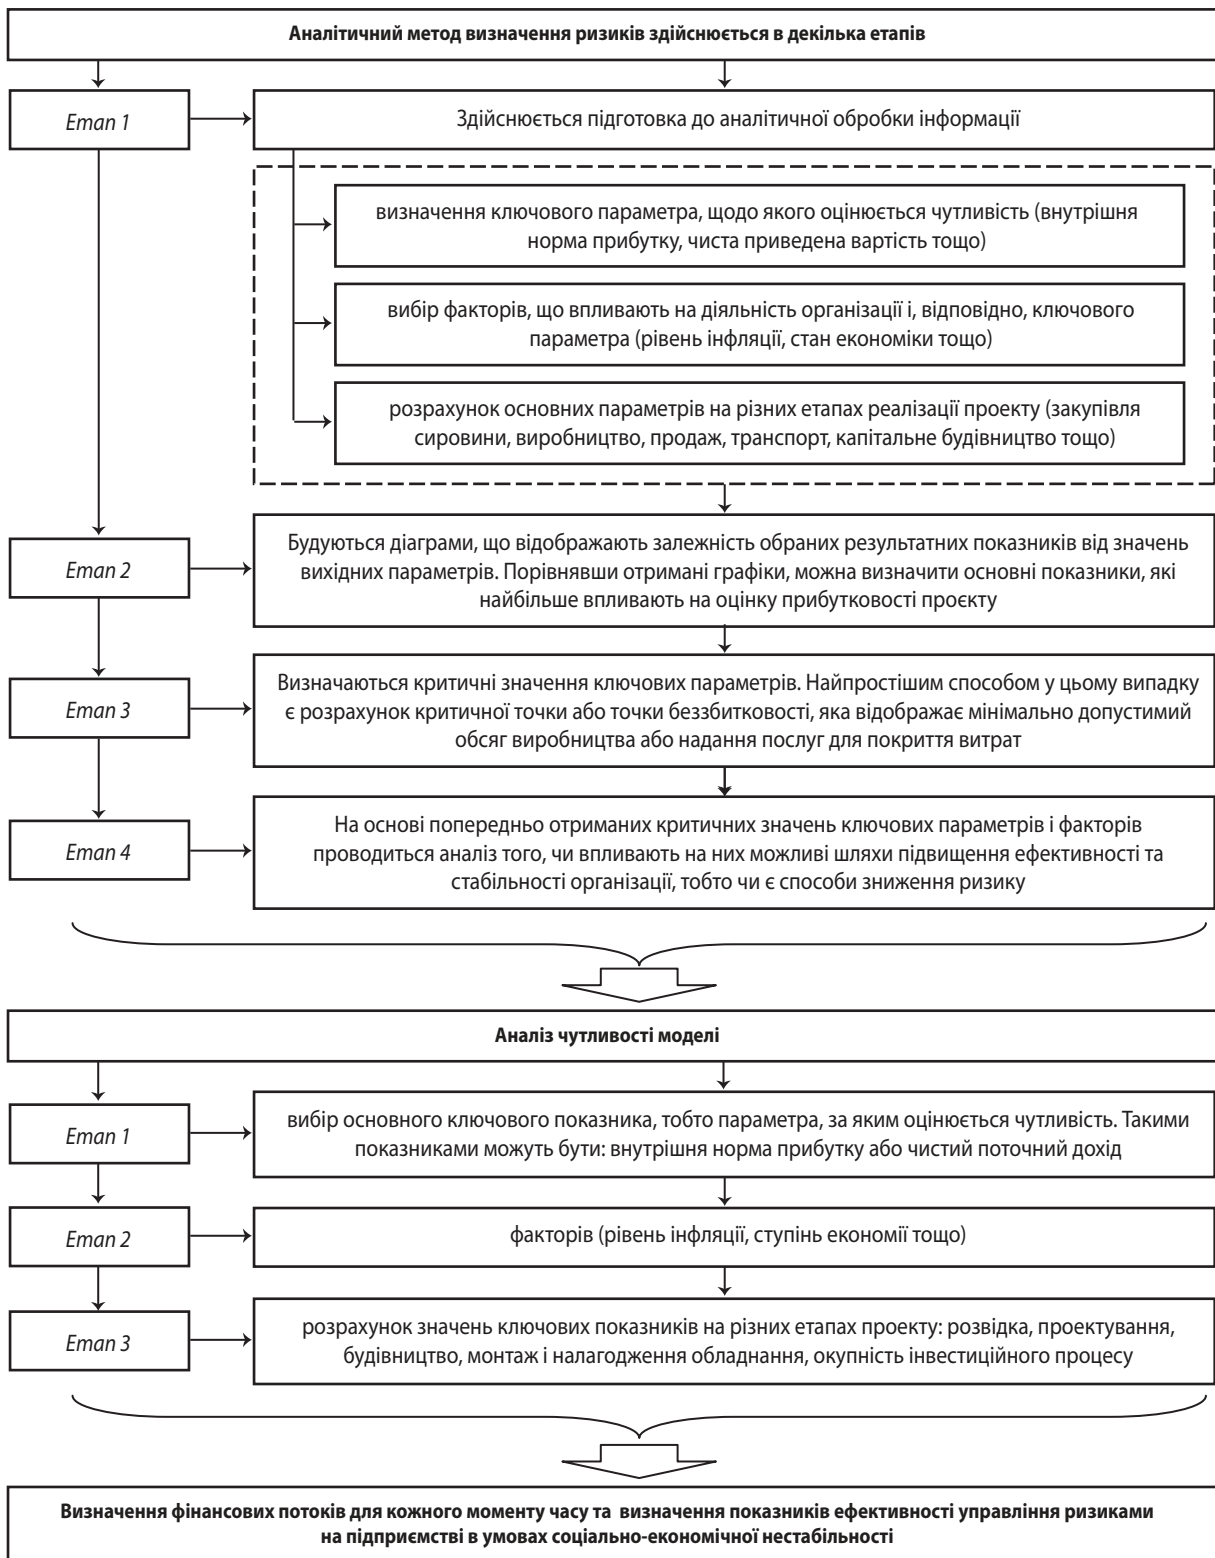 Аналітичний метод визначення ризиків здійснюється в декілька етапів
Етап 1
Здійснюється підготовка до аналітичної обробки інформації
визначення ключового параметра, щодо якого оцінюється чутливість (внутрішня
норма прибутку, чиста приведена вартість тощо)
вибір факторів, що впливають на діяльність організації і, відповідно, ключового
параметра (рівень інфляції, стан економіки тощо)
розрахунок основних параметрів на різних етапах реалізації проекту (закупівля
сировини, виробництво, продаж, транспорт, капітальне будівництво тощо)
Етап 2
Будуються діаграми, що відображають залежність обраних результатних показників від значень
вихідних параметрів. Порівнявши отримані графіки, можна визначити основні показники, які
найбільше впливають на оцінку прибутковості проєкту
Етап 3
Визначаються критичні значення ключових параметрів. Найпростішим способом у цьому випадку
є розрахунок критичної точки або точки беззбитковості, яка відображає мінімально допустимий
обсяг виробництва або надання послуг для покриття витрат
Етап 4
На основі попередньо отриманих критичних значень ключових параметрів і факторів
проводиться аналіз того, чи впливають на них можливі шляхи підвищення ефективності та
стабільності організації, тобто чи є способи зниження ризику
Аналіз чутливості моделі
Етап 1
вибір основного ключового показника, тобто параметра, за яким оцінюється чутливість. Такими
показниками можуть бути: внутрішня норма прибутку або чистий поточний дохід
Етап 2
факторів (рівень інфляції, ступінь економії тощо)
Етап 3
розрахунок значень ключових показників на різних етапах проекту: розвідка, проектування,
будівництво, монтаж і налагодження обладнання, окупність інвестиційного процесу
Визначення фінансових потоків для кожного моменту часу та визначення показників ефективності управління ризиками
на підприємстві в умовах соціально-економічної нестабільності